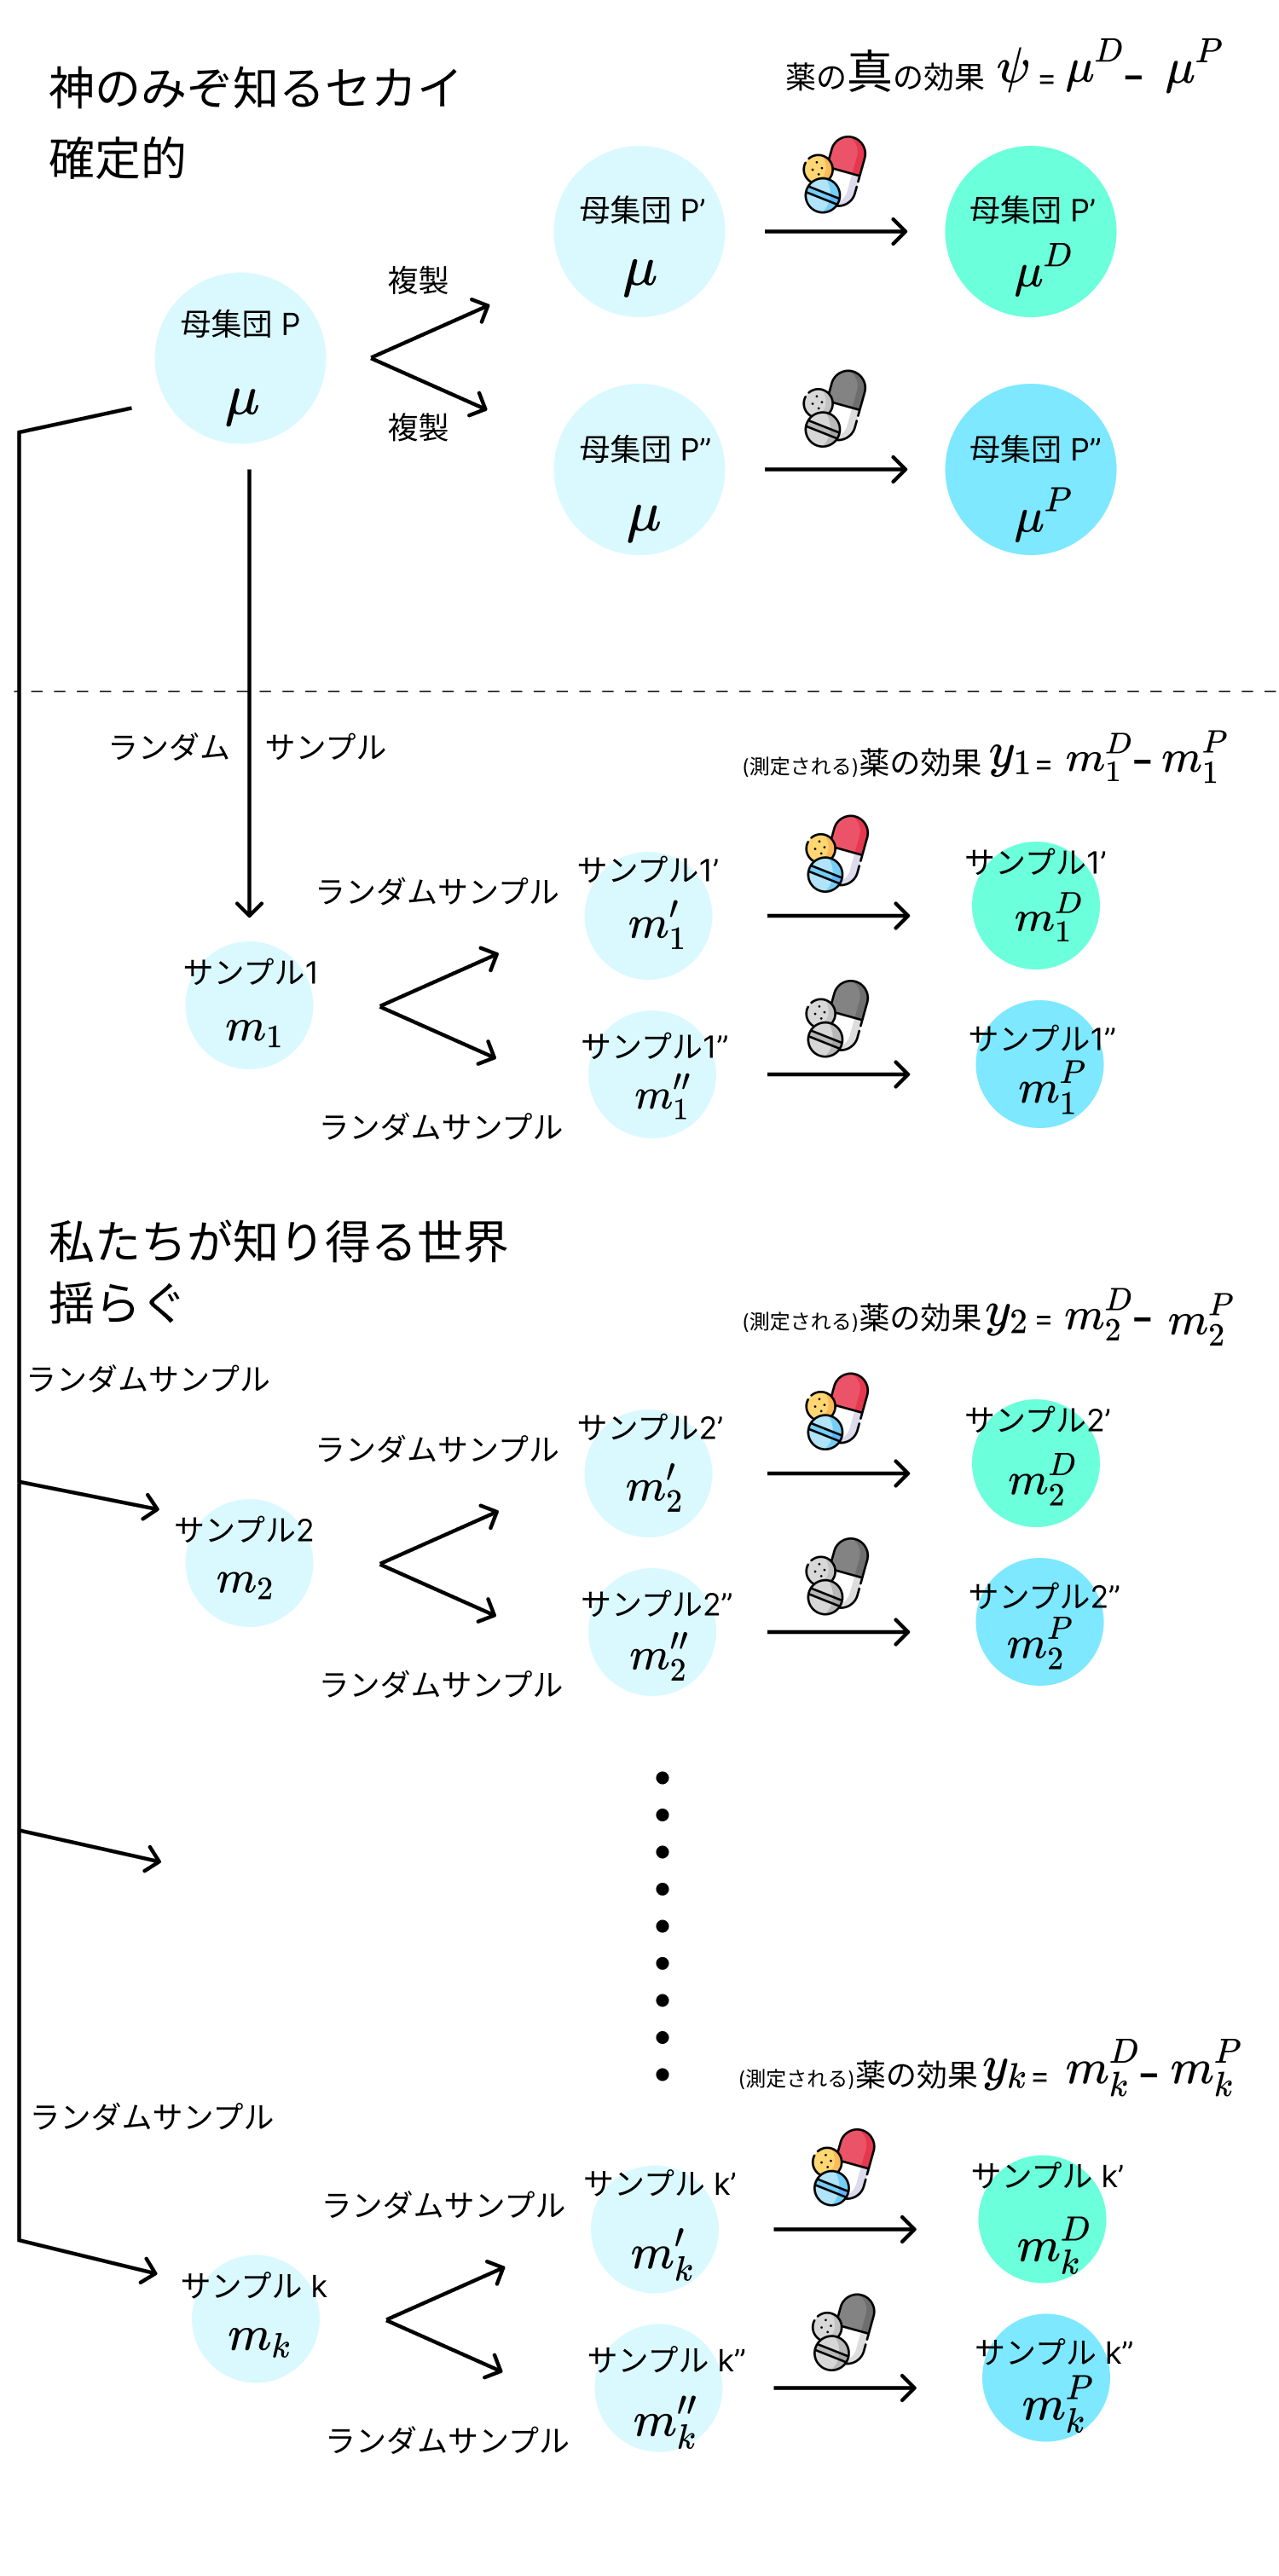 神のみぞ知るセカイ
確定的
薬の真の効果 ψ = μ^D - μ^P
母集団 P
μ
複製
複製
母集団 P’
μ
母集団 P’
μ^D
母集団 P”
μ
母集団 P”
μ^P
ランダム サンプル
(測定される)薬の効果 y1 = m_1^D - m_1^P
サンプル1
m_1
ランダムサンプル
ランダムサンプル
サンプル1’
m_1′
サンプル1’
m_1^D
サンプル1”
m_1″
サンプル1”
m_1^P
私たちが知り得る世界
揺らぐ
(測定される)薬の効果 y2 = m_2^D - m_2^P
ランダムサンプル
サンプル2
m_2
ランダムサンプル
ランダムサンプル
サンプル2’
m_2′
サンプル2’
m_2^D
サンプル2”
m_2″
サンプル2”
m_2^P
(測定される)薬の効果 y_k = m_k^D - m_k^P
ランダムサンプル
サンプル k
m_k
ランダムサンプル
ランダムサンプル
サンプル k’
m_k′
サンプル k’
m_k^D
サンプル k”
m_k″
サンプル k”
m_k^P